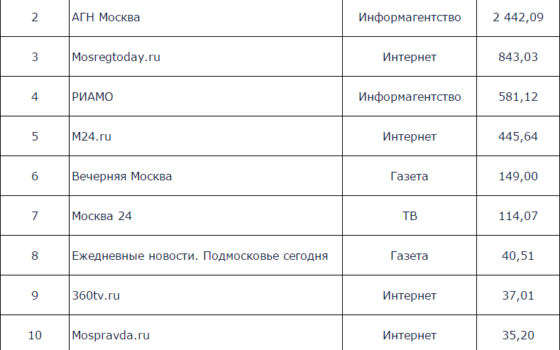 2 АГН Москва Информагентство 2 442,09
3 Mosregtoday.ru Интернет 843,03
4 РИАМО Информагентство 581,12
5 M24.ru Интернет 445,64
6 Вечерняя Москва Газета 149,00
7 Москва 24 ТВ 114,07
8 Ежедневные новости. Подмосковье сегодня Газета 40,51
9 360tv.ru Интернет 37,01
10 Mospravda.ru Интернет 35,20